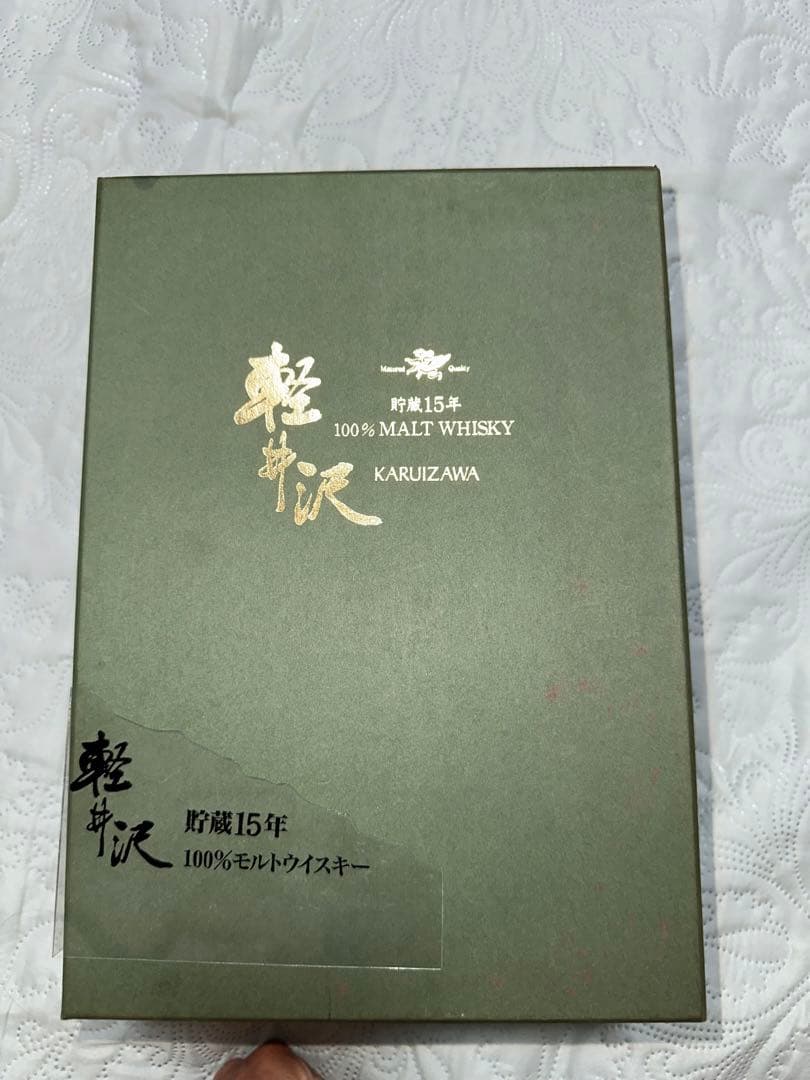 軽井沢
Matured Quality
貯蔵15年
100% MALT WHISKY
KARUIZAWA
軽井沢
貯蔵15年
100%モルトウイスキー